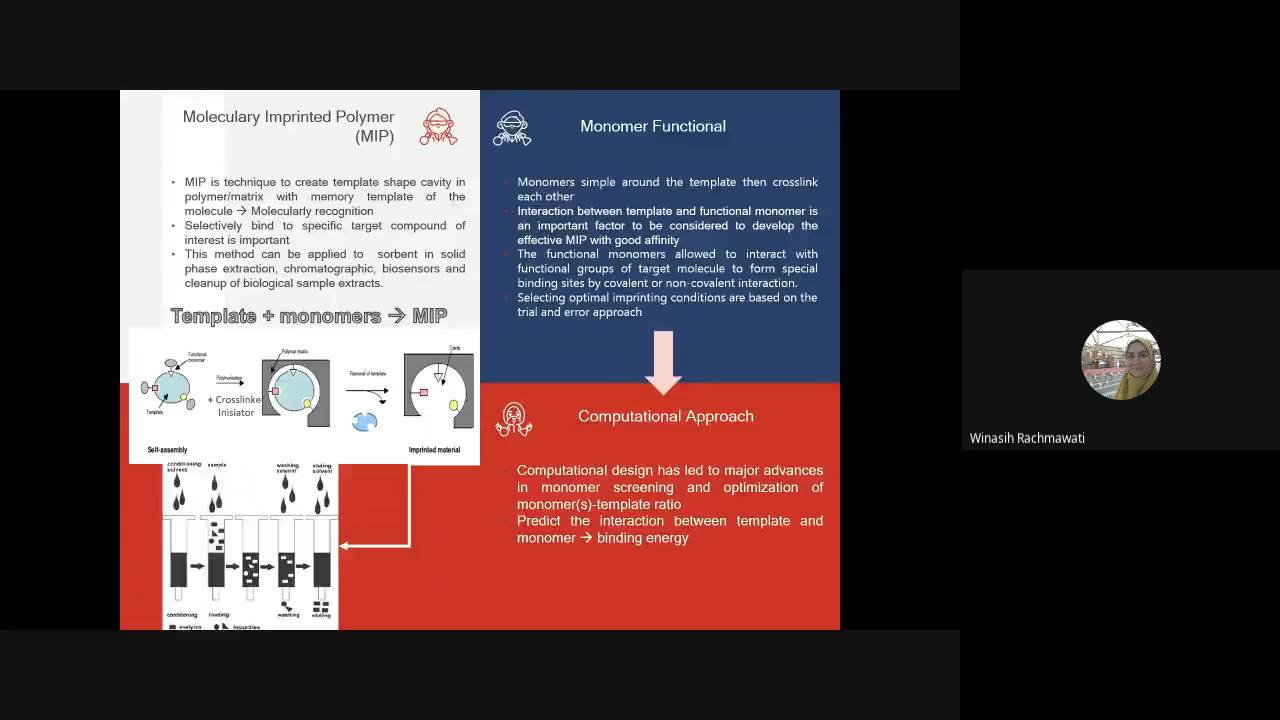 Moleculary Imprinted Polymer
(MIP)
• MIP is technique to create template shape cavity in
polymer/matrix with memory template of the
molecule → Molecularly recognition
• Selectively bind to specific target compound of
interest is important
• This method can be applied to sorbent in solid
phase extraction, chromatographic, biosensors and
cleanup of biological sample extracts.
Template + monomers → MIP
Functional
monomer
Template
Polymerisation
+ Crosslinke
Inisiator
Polymer matrix
Removal of template
Cavity
Self-assembly
Imprinted material
conditioning
solvent
sample
washing
solvent
eluting
solvent
conditioning
loading
washing
eluting
analytes
impurities
Monomer Functional
• Monomers simple around the template then crosslink
each other
• Interaction between template and functional monomer is
an important factor to be considered to develop the
effective MIP with good affinity
• The functional monomers allowed to interact with
functional groups of target molecule to form special
binding sites by covalent or non-covalent interaction.
• Selecting optimal imprinting conditions are based on the
trial and error approach
Computational Approach
• Computational design has led to major advances
in monomer screening and optimization of
monomer(s)-template ratio
• Predict the interaction between template and
monomer → binding energy
Winasih Rachmawati